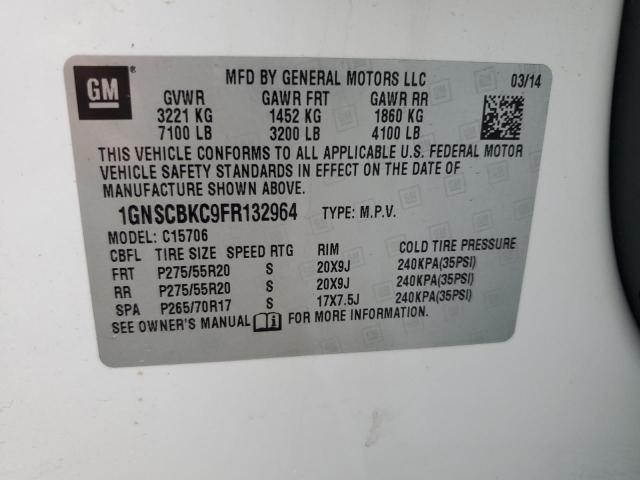 GM ®
MFD BY GENERAL MOTORS LLC 03/14
GVWR GAWR FRT GAWR RR
3221 KG 1452 KG 1860 KG
7100 LB 3200 LB 4100 LB
THIS VEHICLE CONFORMS TO ALL APPLICABLE U.S. FEDERAL MOTOR
VEHICLE SAFETY STANDARDS IN EFFECT ON THE DATE OF
MANUFACTURE SHOWN ABOVE.
1GNSCBKC9FR132964 TYPE: M.P.V.
MODEL: C15706
CBFL TIRE SIZE SPEED RTG RIM COLD TIRE PRESSURE
FRT P275/55R20 S 20X9J 240KPA(35PSI)
RR P275/55R20 S 20X9J 240KPA(35PSI)
SPA P265/70R17 S 17X7.5J 240KPA(35PSI)
SEE OWNER'S MANUAL FOR MORE INFORMATION.